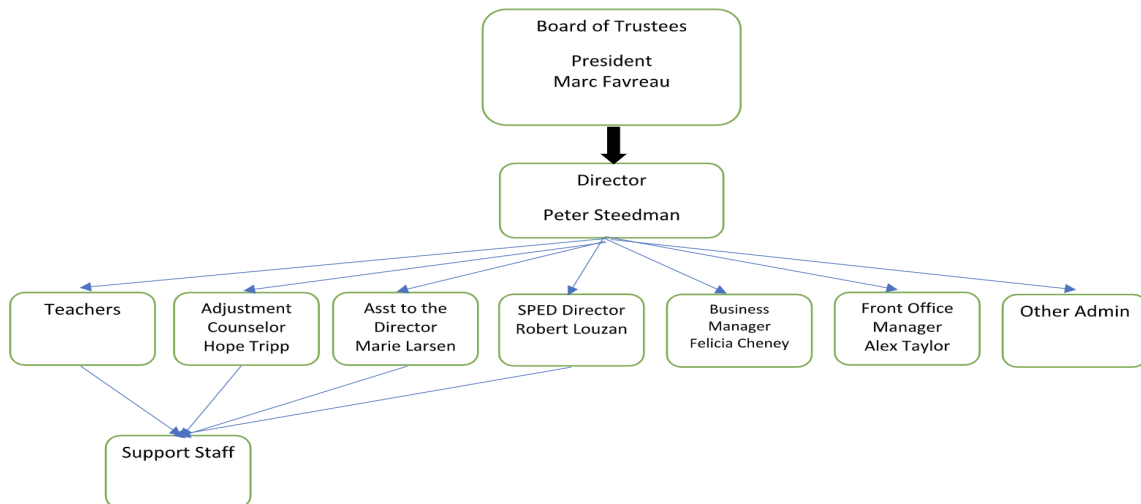 Board of Trustees
President
Marc Favreau
Director
Peter Steedman
Teachers
Adjustment
Counselor
Hope Tripp
Asst to the
Director
Marie Larsen
SPED Director
Robert Louzan
Business
Manager
Felicia Cheney
Front Office
Manager
Alex Taylor
Other Admin
Support Staff